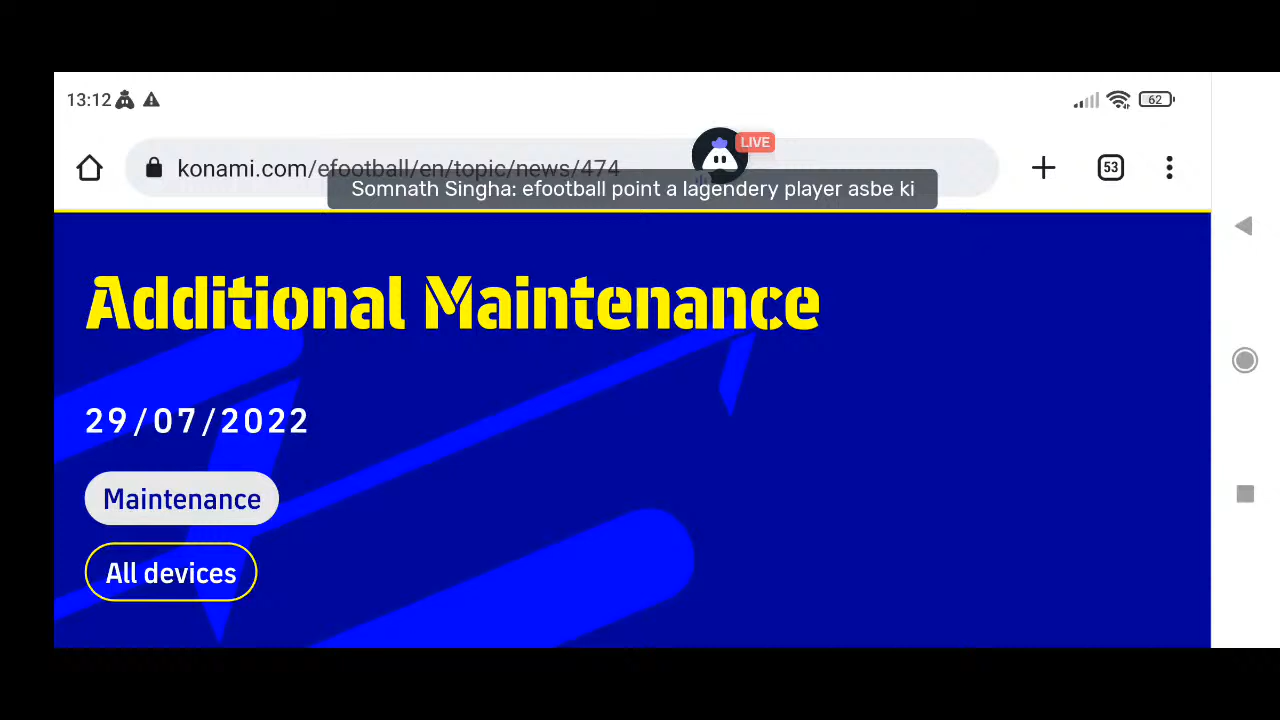 13:12
62
LIVE
konami.com/efootball/en/topic/news/474
53
Somnath Singha: efootball point a lagendery player asbe ki
Additional Maintenance
29/07/2022
Maintenance
All devices